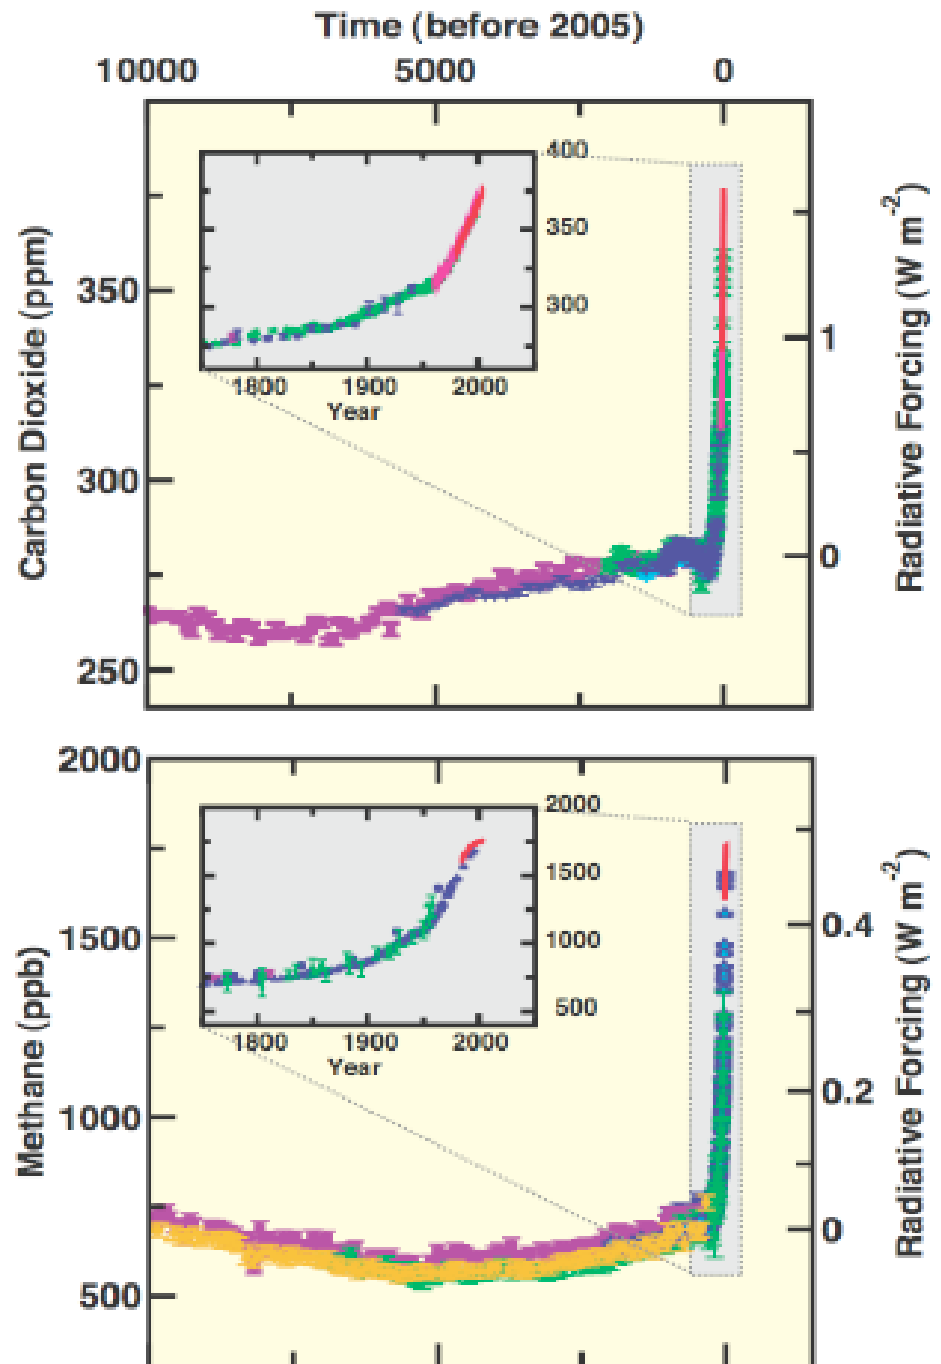 Time (before 2005)
10000 5000 0
Carbon Dioxide (ppm)
350
300
250
400
350
300
1800 1900 2000
Year
1
0
Radiative Forcing (W m-2)
Methane (ppb)
2000
1500
1000
500
2000
1500
1000
500
1800 1900 2000
Year
0.4
0.2
0
Radiative Forcing (W m-2)